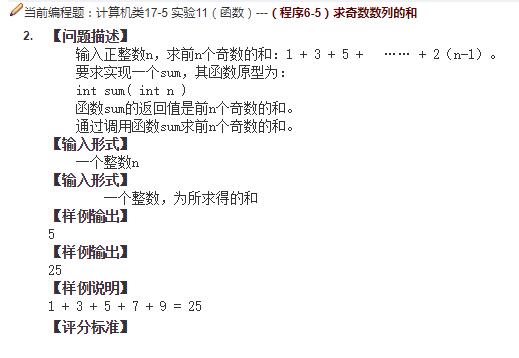 当前编程题：计算机类17-5 实验11（函数）---（程序6-5）求奇数数列的和
2. 【问题描述】
输入正整数n，求前n个奇数的和：1 + 3 + 5 + …… + 2（n-1）。
要求实现一个sum，其函数原型为：
int sum( int n )
函数sum的返回值是前n个奇数的和。
通过调用函数sum求前n个奇数的和。
【输入形式】
一个整数n
【输入形式】
一个整数，为所求得的和
【样例输出】
5
【样例输出】
25
【样例说明】
1 + 3 + 5 + 7 + 9 = 25
【评分标准】